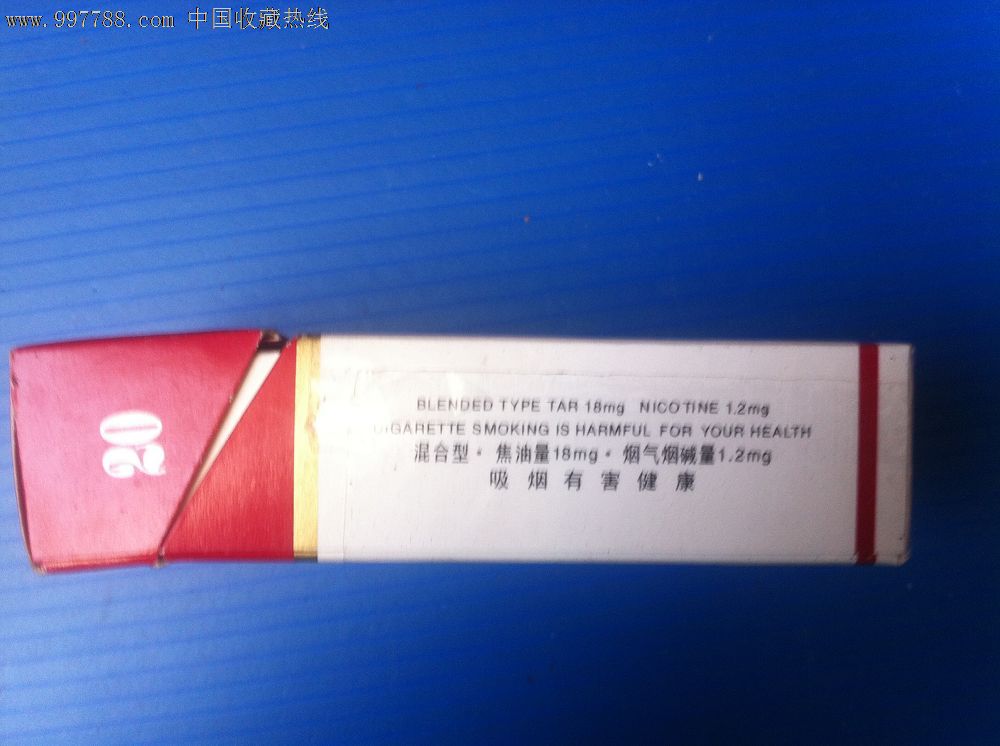 www.997788.com 中国收藏热线
20
BLENDED TYPE TAR 18mg NICOTINE 1.2mg
CIGARETTE SMOKING IS HARMFUL FOR YOUR HEALTH
混合型·焦油量18mg·烟气烟碱量1.2mg
吸烟有害健康